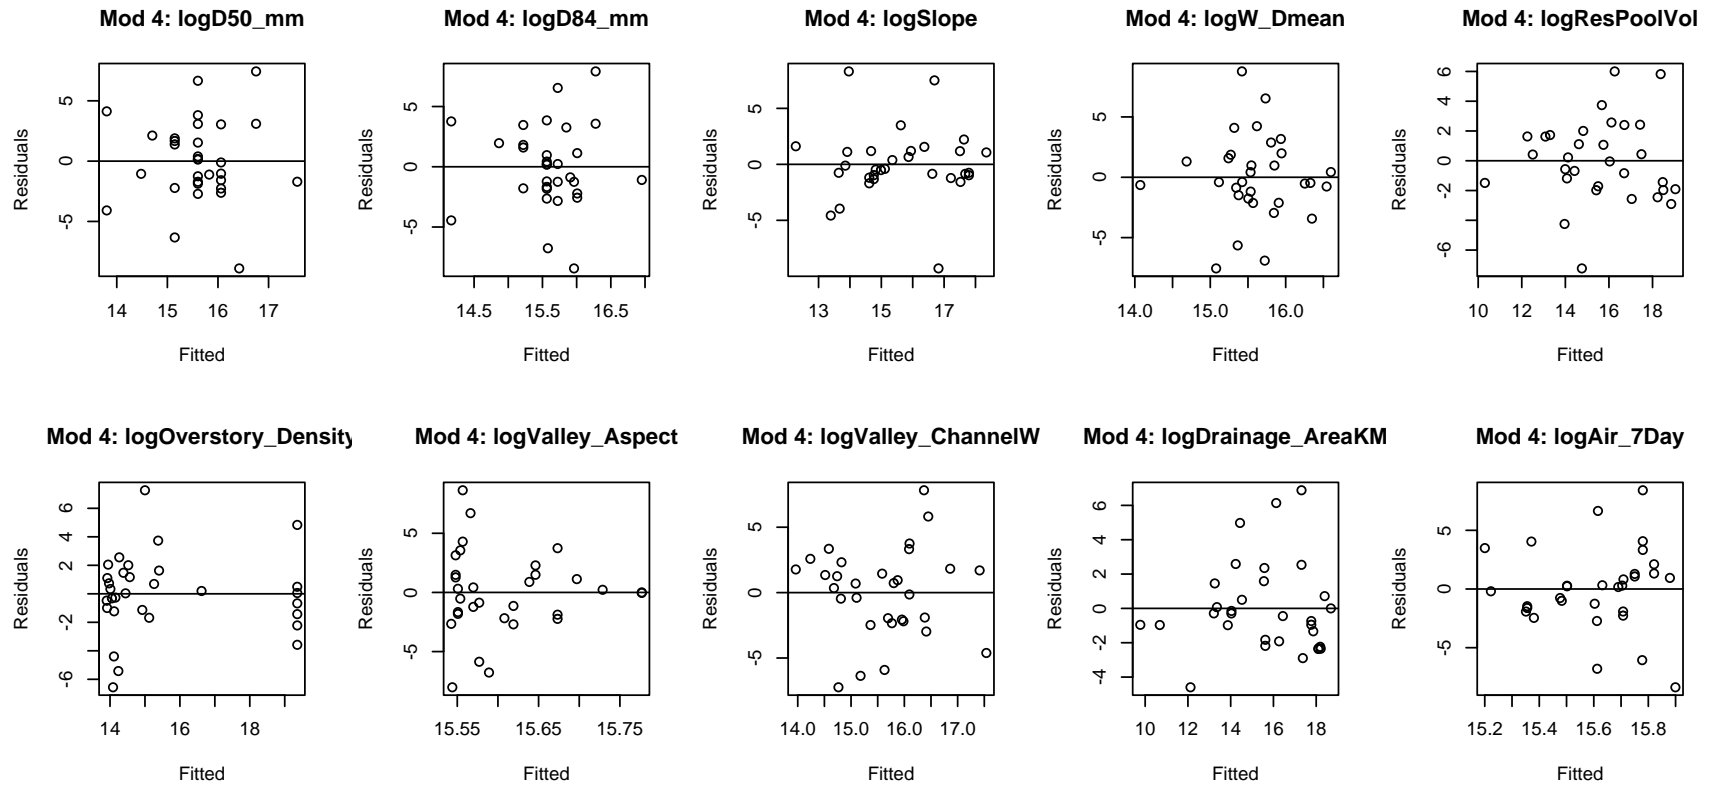 Mod 4: logD50_mm
Residuals
5
0
-5
14 15 16 17
Fitted
Mod 4: logD84_mm
Residuals
5
0
-5
14.5 15.5 16.5
Fitted
Mod 4: logSlope
Residuals
5
0
-5
13 15 17
Fitted
Mod 4: logW_Dmean
Residuals
5
0
-5
14.0 15.0 16.0
Fitted
Mod 4: logResPoolVol
Residuals
6
4
2
0
-2
-6
10 12 14 16 18
Fitted
Mod 4: logOverstory_Density
Residuals
6
4
2
0
-2
-6
14 16 18
Fitted
Mod 4: logValley_Aspect
Residuals
5
0
-5
15.55 15.65 15.75
Fitted
Mod 4: logValley_ChannelW
Residuals
5
0
-5
14.0 15.0 16.0 17.0
Fitted
Mod 4: logDrainage_AreaKM
Residuals
6
4
2
0
-2
-4
10 12 14 16 18
Fitted
Mod 4: logAir_7Day
Residuals
5
0
-5
15.2 15.4 15.6 15.8
Fitted